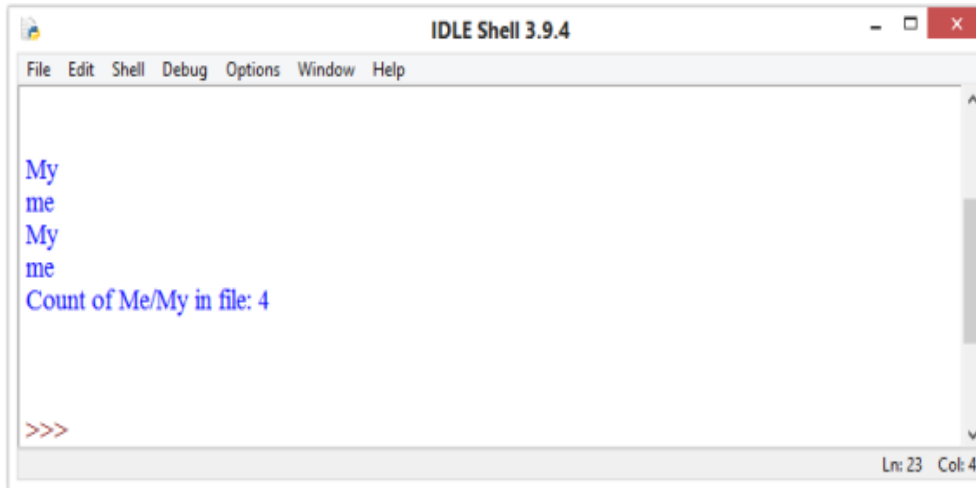 IDLE Shell 3.9.4
File Edit Shell Debug Options Window Help
My
me
My
me
Count of Me/My in file: 4
>>>
Ln: 23 Col: 4